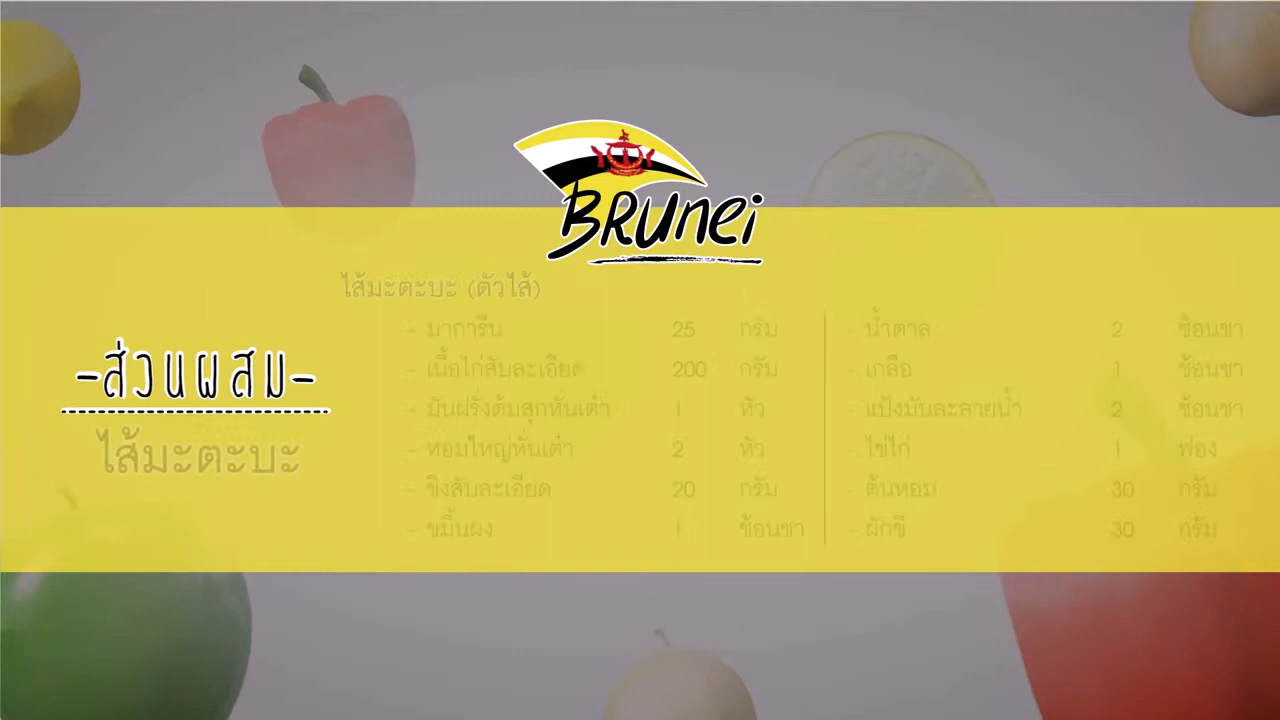 BRUnei
-ส่วนผสม-
ไส้มะตะบะ
ไส้มะตะบะ (ตัวไส้)
- มาการีน 25 กรัม
- เนื้อไก่สับละเอียด 200 กรัม
- มันฝรั่งต้มสุกหั่นเต๋า 1 หัว
- หอมใหญ่หั่นเต๋า 2 หัว
- ขิงสับละเอียด 20 กรัม
- ขมิ้นผง 1 ช้อนชา
- น้ำตาล 2 ช้อนชา
- เกลือ 1 ช้อนชา
- แป้งมันละลายน้ำ 2 ช้อนชา
- ไข่ไก่ 1 ฟอง
- ต้นหอม 30 กรัม
- ผักชี 30 กรัม